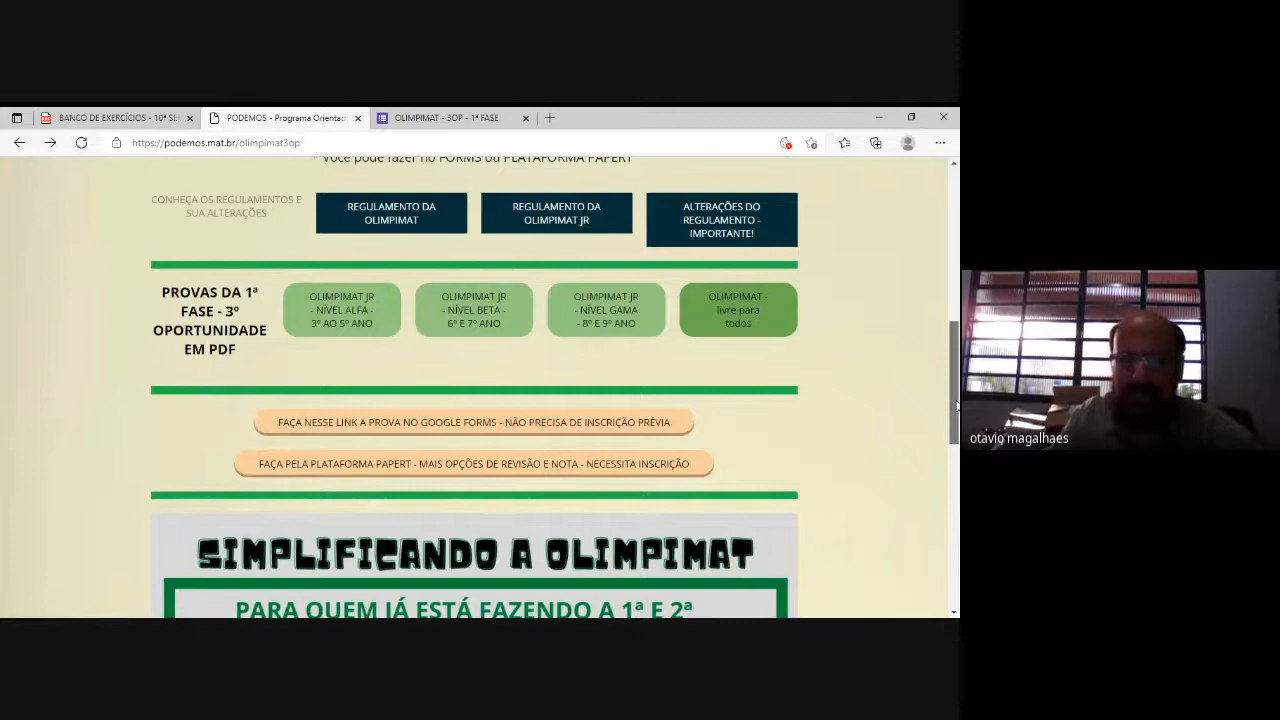 BANCO DE EXERCÍCIOS - 10ª SE
PODEMOS - Programa Orientad
OLIMPIMAT - 3OP - 1ª FASE
https://podemos.mat.br/olimpimat3op
Você pode fazer no FORMS ou PLATAFORMA PAPERT
CONHEÇA OS REGULAMENTOS E
SUA ALTERAÇÕES
REGULAMENTO DA
OLIMPIMAT
REGULAMENTO DA
OLIMPIMAT JR
ALTERAÇÕES DO
REGULAMENTO -
IMPORTANTE!
PROVAS DA 1ª
FASE - 3º
OPORTUNIDADE
EM PDF
OLIMPIMAT JR
- NÍVEL ALFA -
3º AO 5º ANO
OLIMPIMAT JR
- NÍVEL BETA -
6º E 7º ANO
OLIMPIMAT JR
- NÍVEL GAMA
- 8º E 9º ANO
OLIMPIMAT -
livre para
todos
FAÇA NESSE LINK A PROVA NO GOOGLE FORMS - NÃO PRECISA DE INSCRIÇÃO PRÉVIA
FAÇA PELA PLATAFORMA PAPERT - MAIS OPÇÕES DE REVISÃO E NOTA - NECESSITA INSCRIÇÃO
SIMPLIFICANDO A OLIMPIMAT
PARA QUEM JÁ ESTÁ FAZENDO A 1ª E 2ª
otavio magalhaes